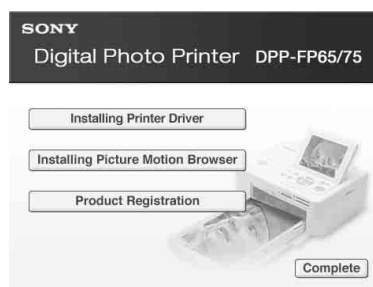 SONY
Digital Photo Printer DPP-FP65/75
Installing Printer Driver
Installing Picture Motion Browser
Product Registration
Complete